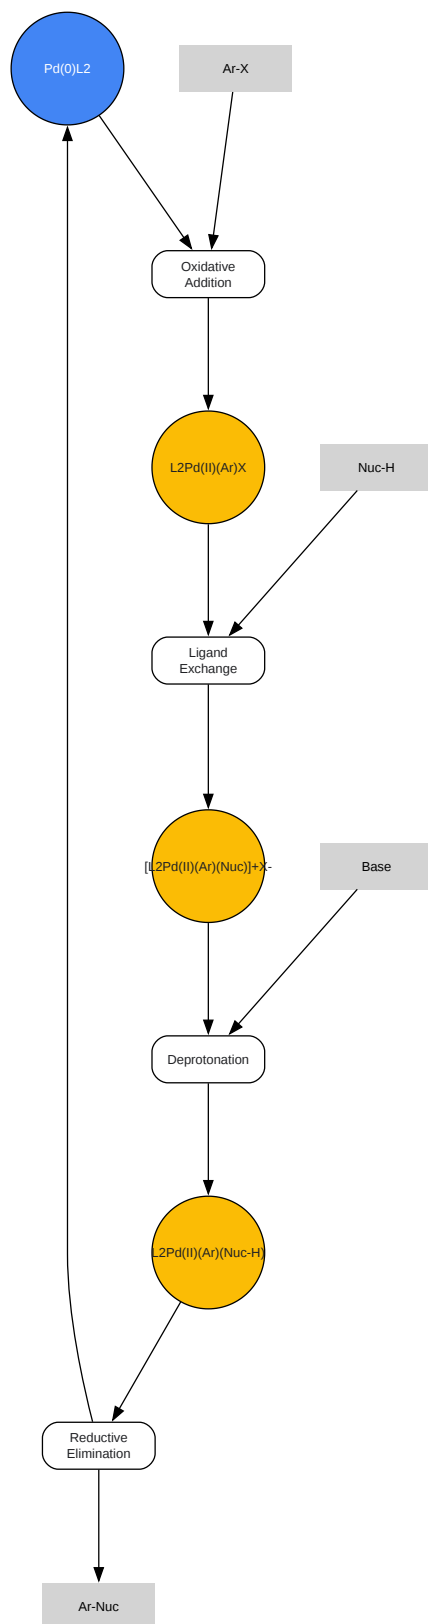 Pd(0)L2
Ar-X
Oxidative
Addition
L2Pd(II)(Ar)X
Nuc-H
Ligand
Exchange
[L2Pd(II)(Ar)(Nuc)]+X-
Base
Deprotonation
L2Pd(II)(Ar)(Nuc-H)
Reductive
Elimination
Ar-Nuc